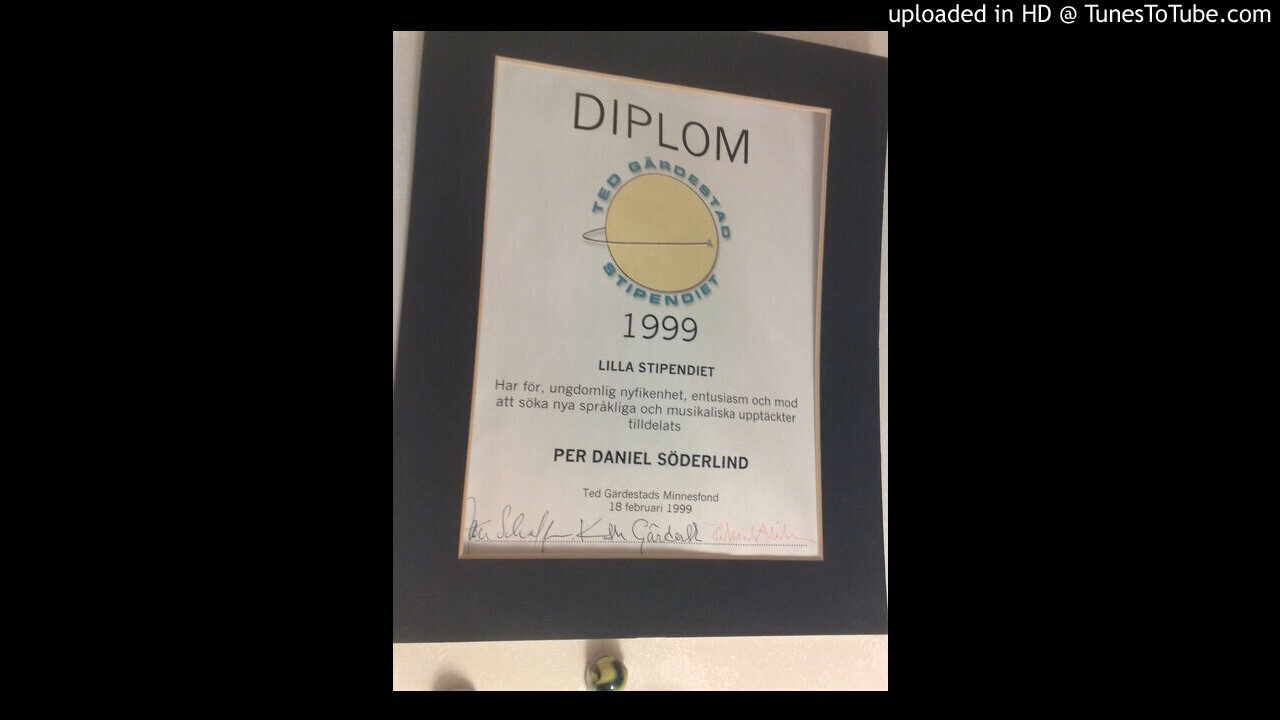 uploaded in HD @ TunesToTube.com
DIPLOM
TED GÄRDESTAD
STIPENDIET
1999
LILLA STIPENDIET
Har för, ungdomlig nyfikenhet, entusiasm och mod
att söka nya språkliga och musikaliska upptäckter
tilldelats
PER DANIEL SÖDERLIND
Ted Gärdestads Minnesfond
18 februari 1999